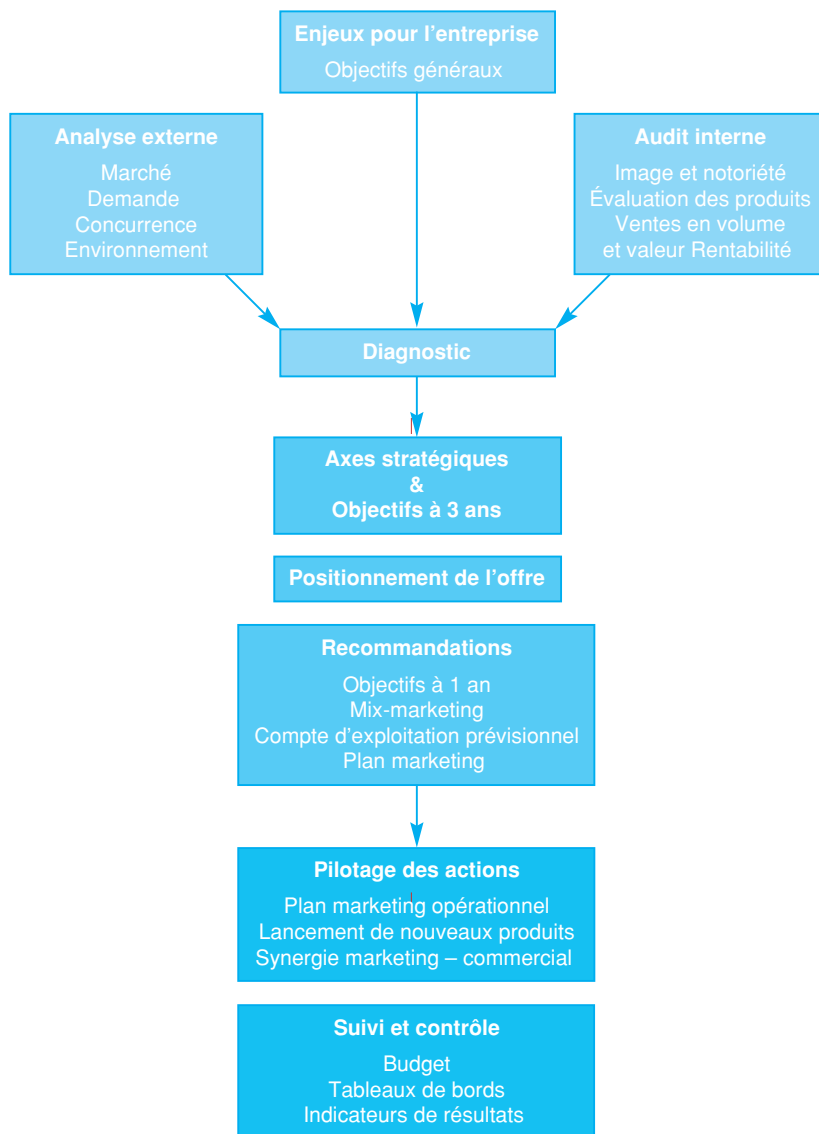 Enjeux pour l’entreprise
Objectifs généraux
Analyse externe
Marché
Demande
Concurrence
Environnement
Audit interne
Image et notoriété
Évaluation des produits
Ventes en volume
et valeur Rentabilité
Diagnostic
Axes stratégiques
&
Objectifs à 3 ans
Positionnement de l’offre
Recommandations
Objectifs à 1 an
Mix-marketing
Compte d’exploitation prévisionnel
Plan marketing
Pilotage des actions
Plan marketing opérationnel
Lancement de nouveaux produits
Synergie marketing – commercial
Suivi et contrôle
Budget
Tableaux de bords
Indicateurs de résultats